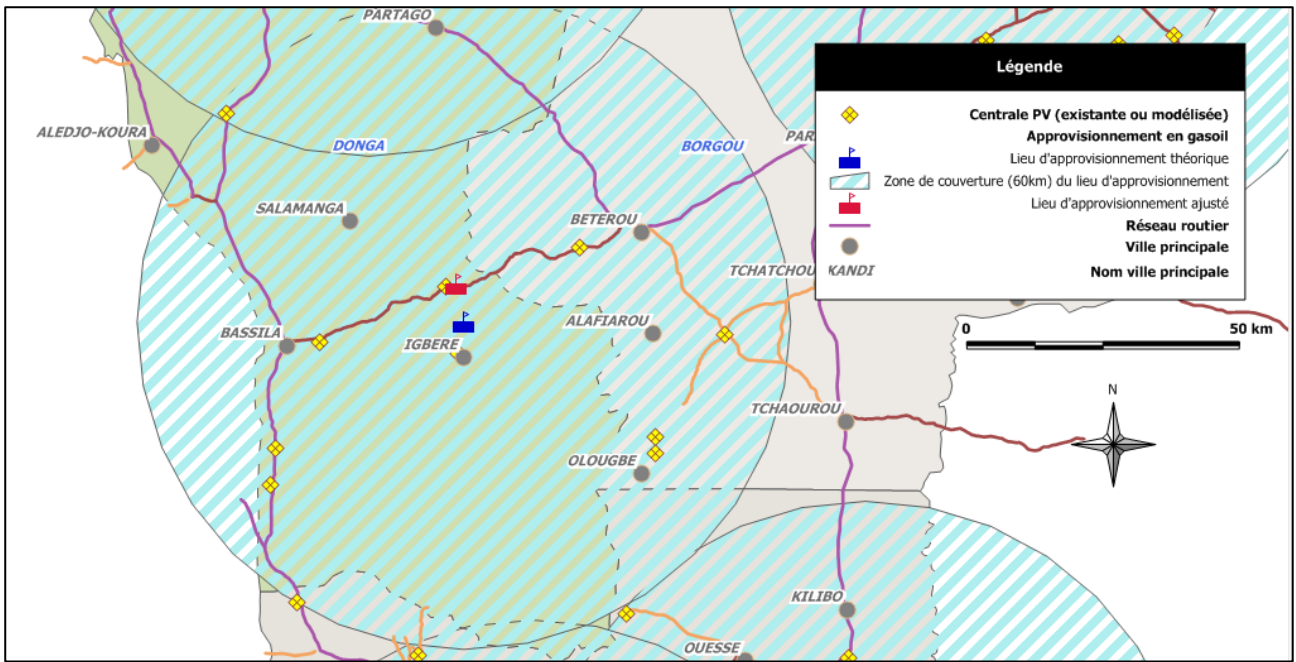 PARTAGO
ALEDJO-KOURA
DONGA
BORGOU
PAR
SALAMANGA
BETEROU
TCHATCHOU
BASSILA
IGBERE
ALAFIAROU
TCHAOUROU
OLOUGBE
KILIBO
OUESSE
Légende
Centrale PV (existante ou modélisée)
Approvisionnement en gasoil
Lieu d'approvisionnement théorique
Zone de couverture (60km) du lieu d'approvisionnement
Lieu d'approvisionnement ajusté
Réseau routier
Ville principale
KANDI
Nom ville principale
0
50 km
N